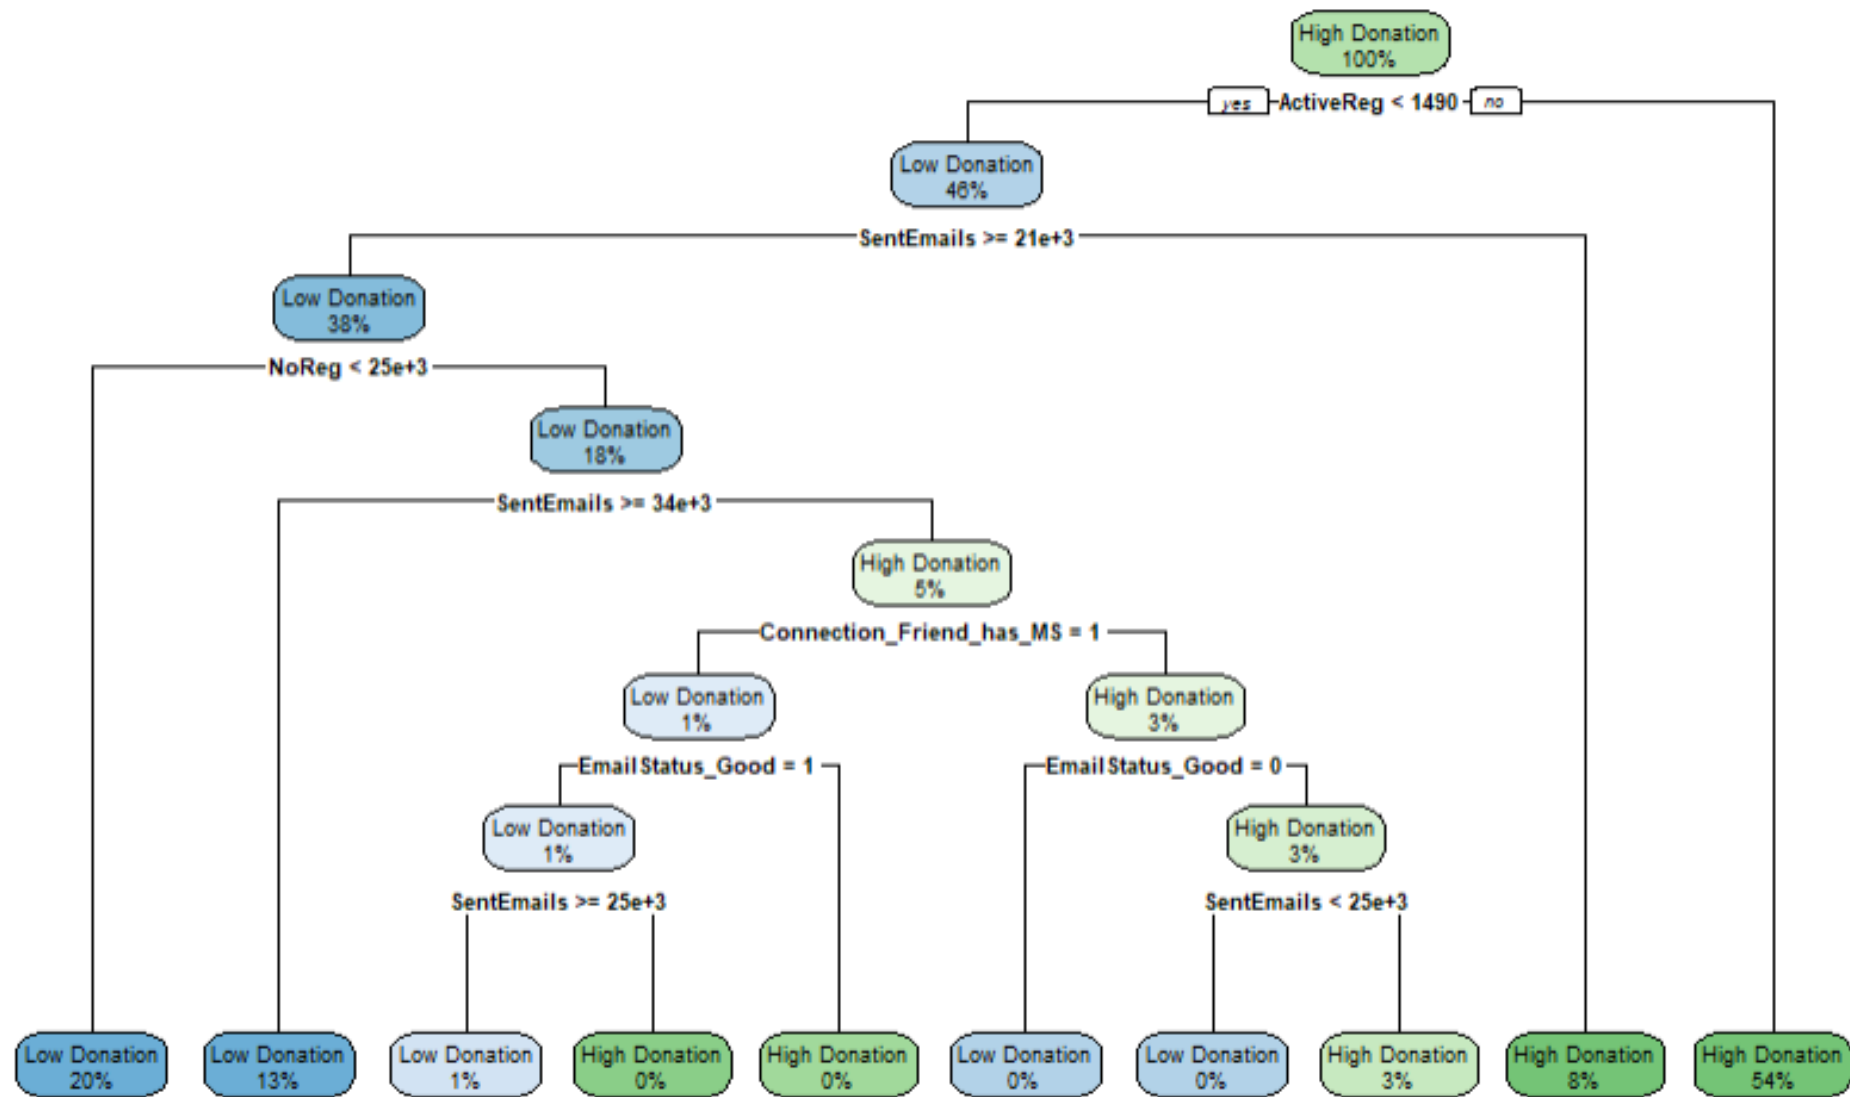 High Donation
100%
yes ActiveReg < 1490 no
Low Donation
46%
SentEmails >= 21e+3
Low Donation
38%
NoReg < 25e+3
Low Donation
18%
SentEmails >= 34e+3
High Donation
5%
Connection_Friend_has_MS = 1
Low Donation
1%
High Donation
3%
EmailStatus_Good = 1
EmailStatus_Good = 0
Low Donation
1%
High Donation
3%
SentEmails >= 25e+3
SentEmails < 25e+3
Low Donation
20%
Low Donation
13%
Low Donation
1%
High Donation
0%
High Donation
0%
Low Donation
0%
Low Donation
0%
High Donation
3%
High Donation
8%
High Donation
54%